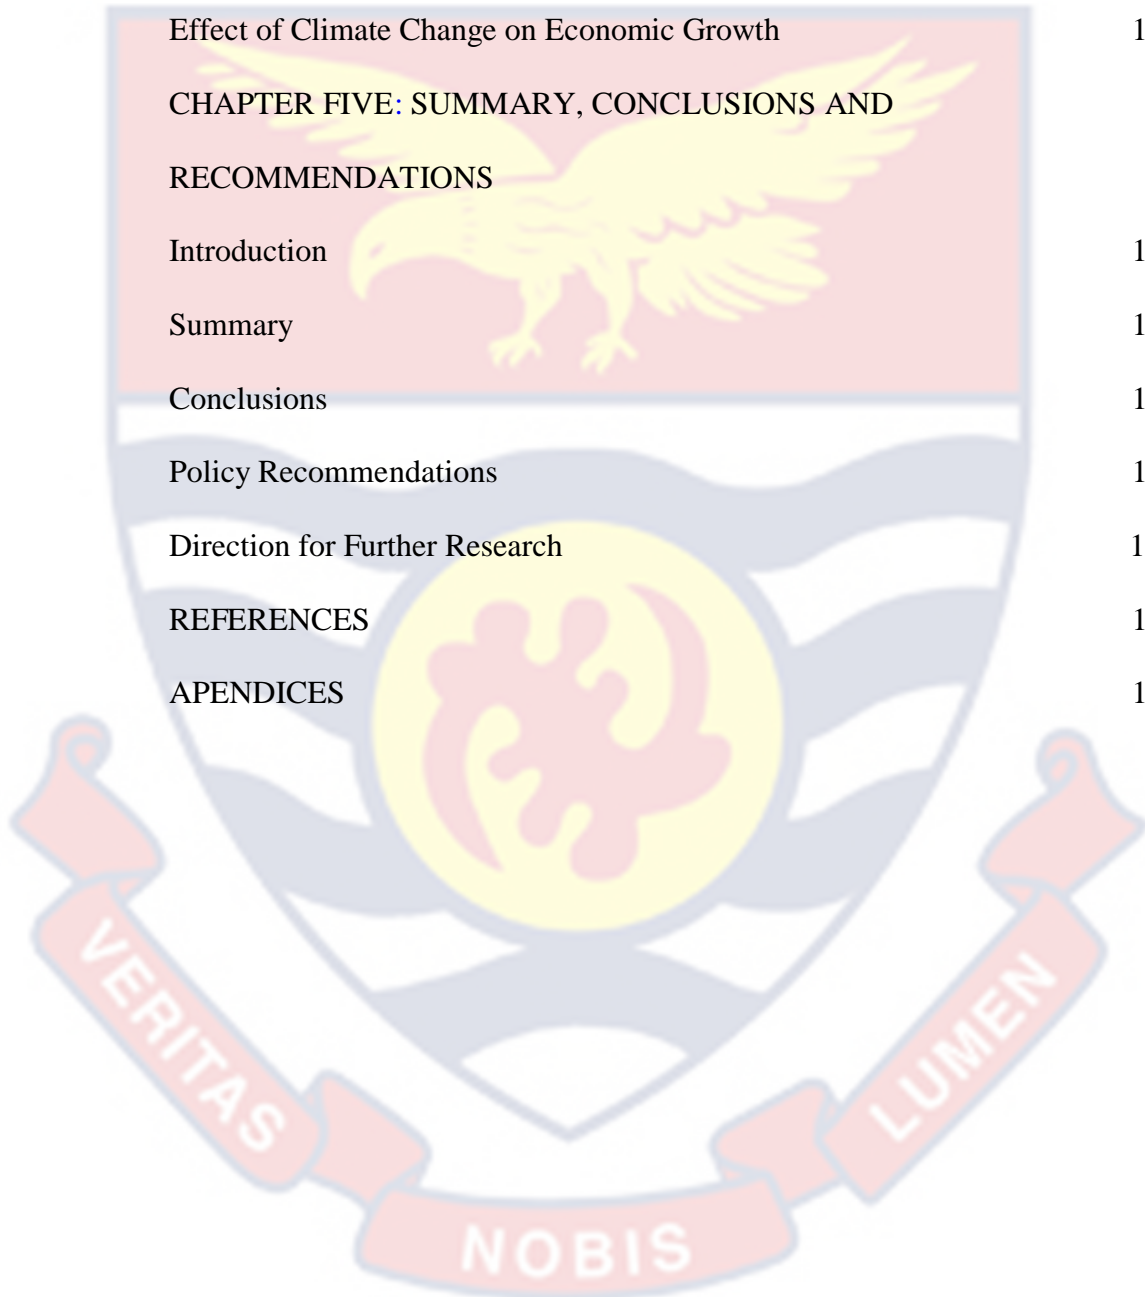 Effect of Climate Change on Economic Growth 1
CHAPTER FIVE: SUMMARY, CONCLUSIONS AND
RECOMMENDATIONS
Introduction 1
Summary 1
Conclusions 1
Policy Recommendations 1
Direction for Further Research 1
REFERENCES 1
APENDICES 1
VERITAS
NOBIS
LUMEN